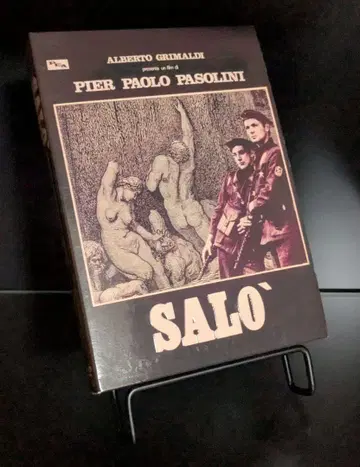 ALBERTO GRIMALDI
presenta un film di
PIER PAOLO PASOLINI
SALO`